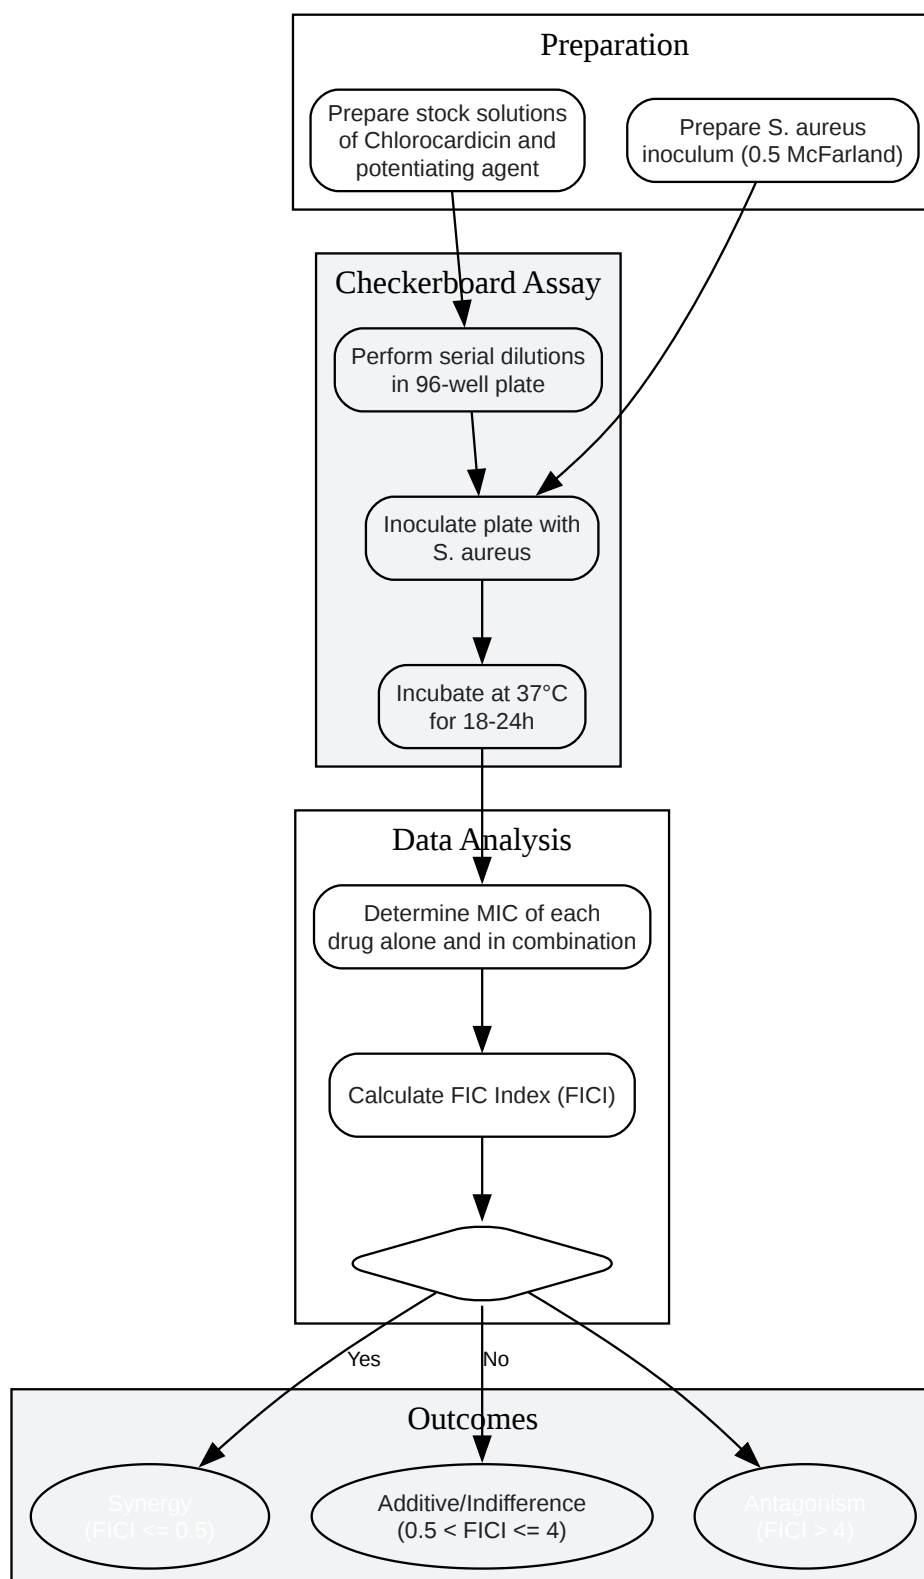 Preparation
Prepare stock solutions
of Chlorocardicin and
potentiating agent
Prepare S. aureus
inoculum (0.5 McFarland)
Checkerboard Assay
Perform serial dilutions
in 96-well plate
Inoculate plate with
S. aureus
Incubate at 37°C
for 18-24h
Data Analysis
Determine MIC of each
drug alone and in combination
Calculate FIC Index (FICI)
Yes
No
Outcomes
Synergy
(FICI <= 0.5)
Additive/Indifference
(0.5 < FICI <= 4)
Antagonism
(FICI > 4)